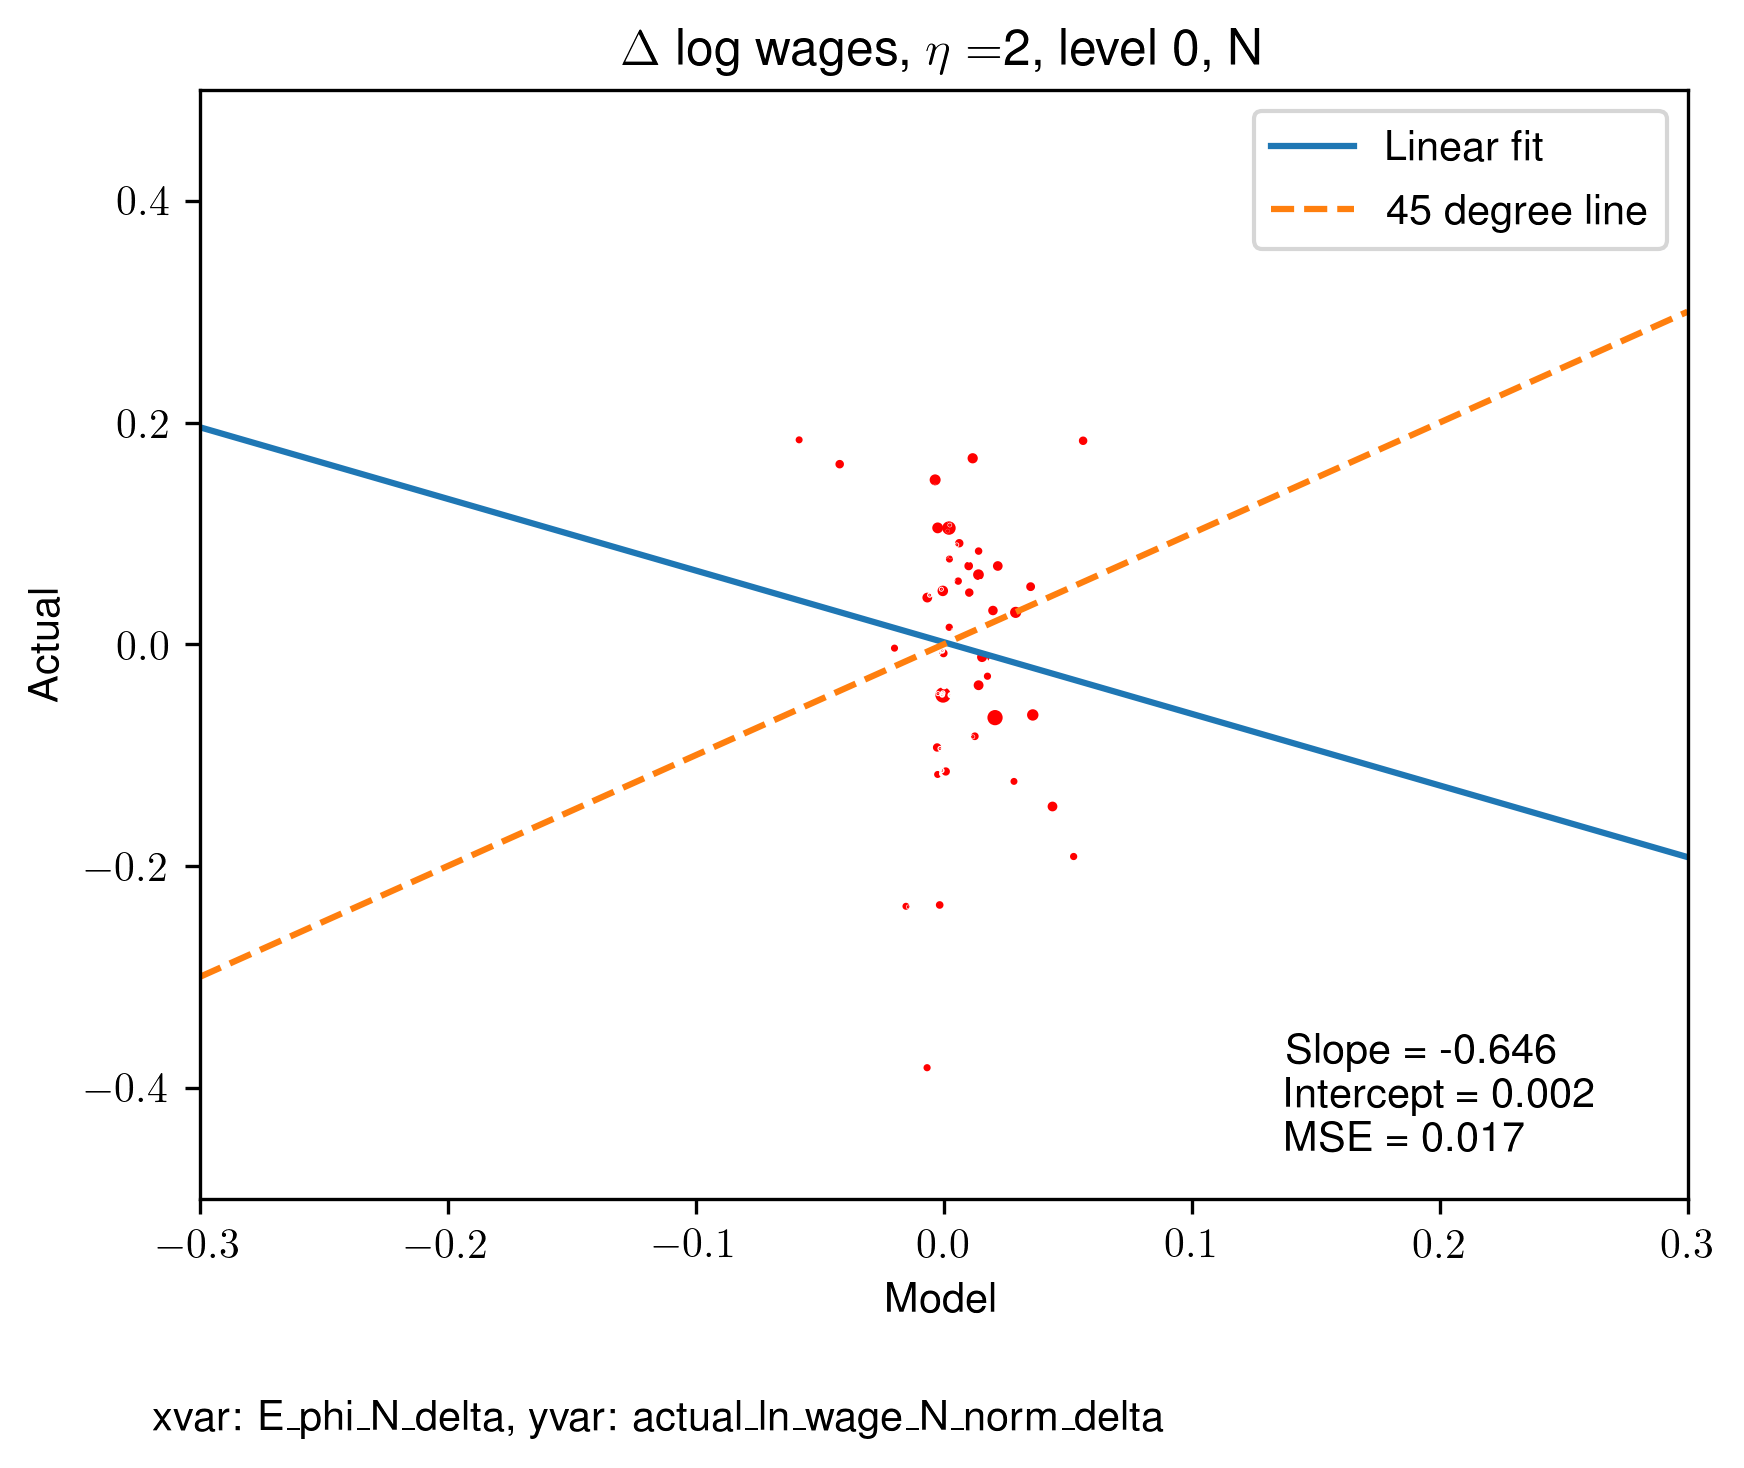 Δ log wages, η =2, level 0, N
Linear fit
45 degree line
0.4
0.2
0.0
−0.2
−0.4
Actual
Slope = -0.646
Intercept = 0.002
MSE = 0.017
−0.3 −0.2 −0.1 0.0 0.1 0.2 0.3
Model
xvar: E_phi_N_delta, yvar: actual_ln_wage_N_norm_delta